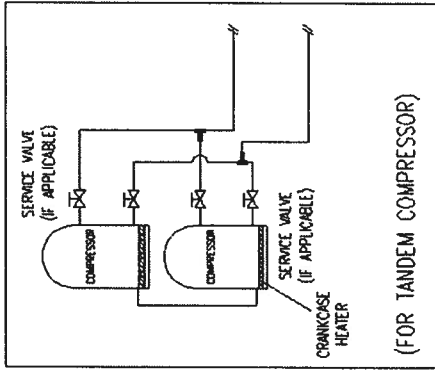 SERVICE VALVE
(IF APPLICABLE)
COMPRESSOR
COMPRESSOR
SERVICE VALVE
(IF APPLICABLE)
CRANKCASE
HEATER
(FOR TANDEM COMPRESSOR)